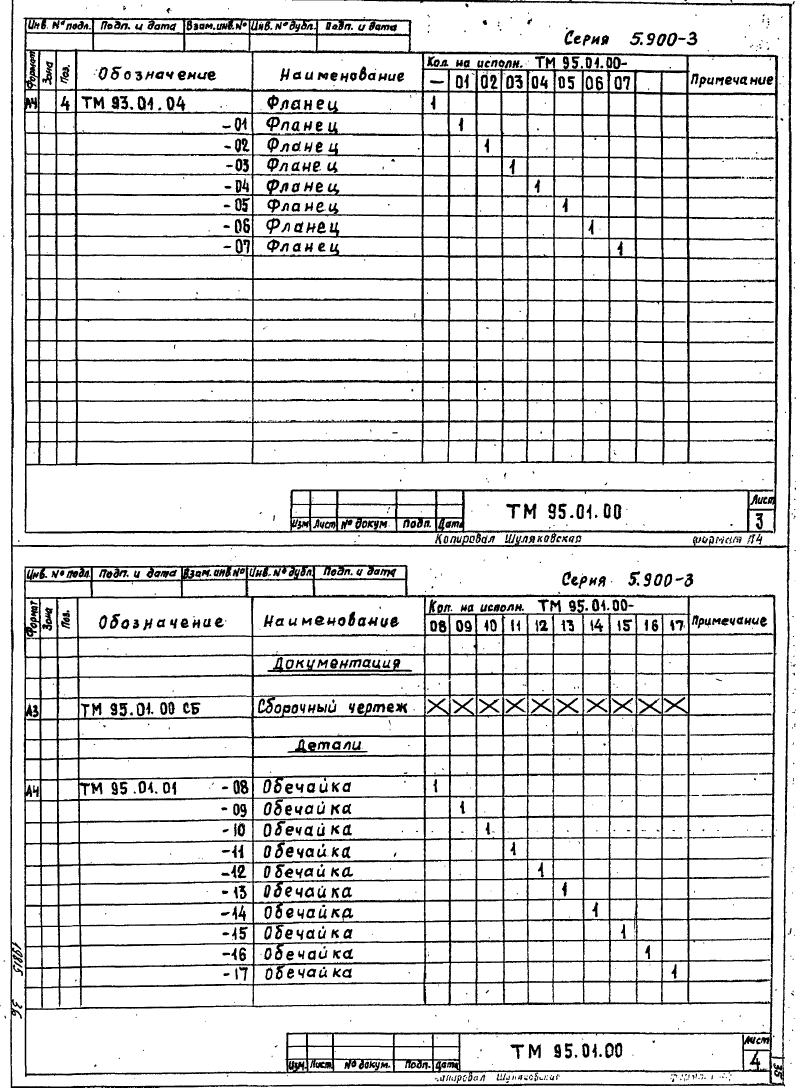 Инв. № подл. Подп. и дата Взам. инв. № Инв. № дубл. Подп. и дата
Серия 5.900-3
Формат Зона Поз. Обозначение Наименование Кол. на исполн. ТМ 95.01.00- Примечание
— 01 02 03 04 05 06 07
А4 4 ТМ 93.01.04 Фланец 1
-01 Фланец 1
-02 Фланец 1
-03 Фланец 1
-04 Фланец 1
-05 Фланец 1
-06 Фланец 1
-07 Фланец 1
ТМ 95.01.00 Лист
3
Изм Лист № докум. Подп. Дата
Копировал Шуляковская формат А4
Инв. № подл. Подп. и дата Взам. инв. № Инв. № дубл. Подп. и дата
Серия 5.900-3
Формат Зона Поз. Обозначение Наименование Кол. на исполн. ТМ 95.01.00- Примечание
08 09 10 11 12 13 14 15 16 17
Документация
А3 ТМ 95.01.00 СБ Сборочный чертеж X X X X X X X X X X
Детали
А4 ТМ 95.01.01 -08 Обечайка 1
-09 Обечайка 1
-10 Обечайка 1
-11 Обечайка 1
-12 Обечайка 1
-13 Обечайка 1
-14 Обечайка 1
-15 Обечайка 1
-16 Обечайка 1
-17 Обечайка 1
36
ТМ 95.01.00 Лист
4
Изм. Лист. № докум. Подп. Дата
Копировал Шуляковская
35